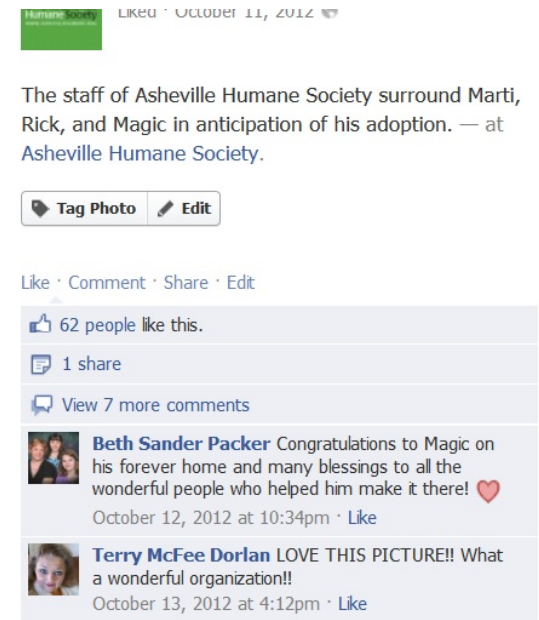 Humane Society
Liked · October 11, 2012
The staff of Asheville Humane Society surround Marti,
Rick, and Magic in anticipation of his adoption. — at
Asheville Humane Society.
Tag Photo Edit
Like · Comment · Share · Edit
62 people like this.
1 share
View 7 more comments
Beth Sander Packer Congratulations to Magic on
his forever home and many blessings to all the
wonderful people who helped him make it there!
October 12, 2012 at 10:34pm · Like
Terry McFee Dorlan LOVE THIS PICTURE!! What
a wonderful organization!!
October 13, 2012 at 4:12pm · Like